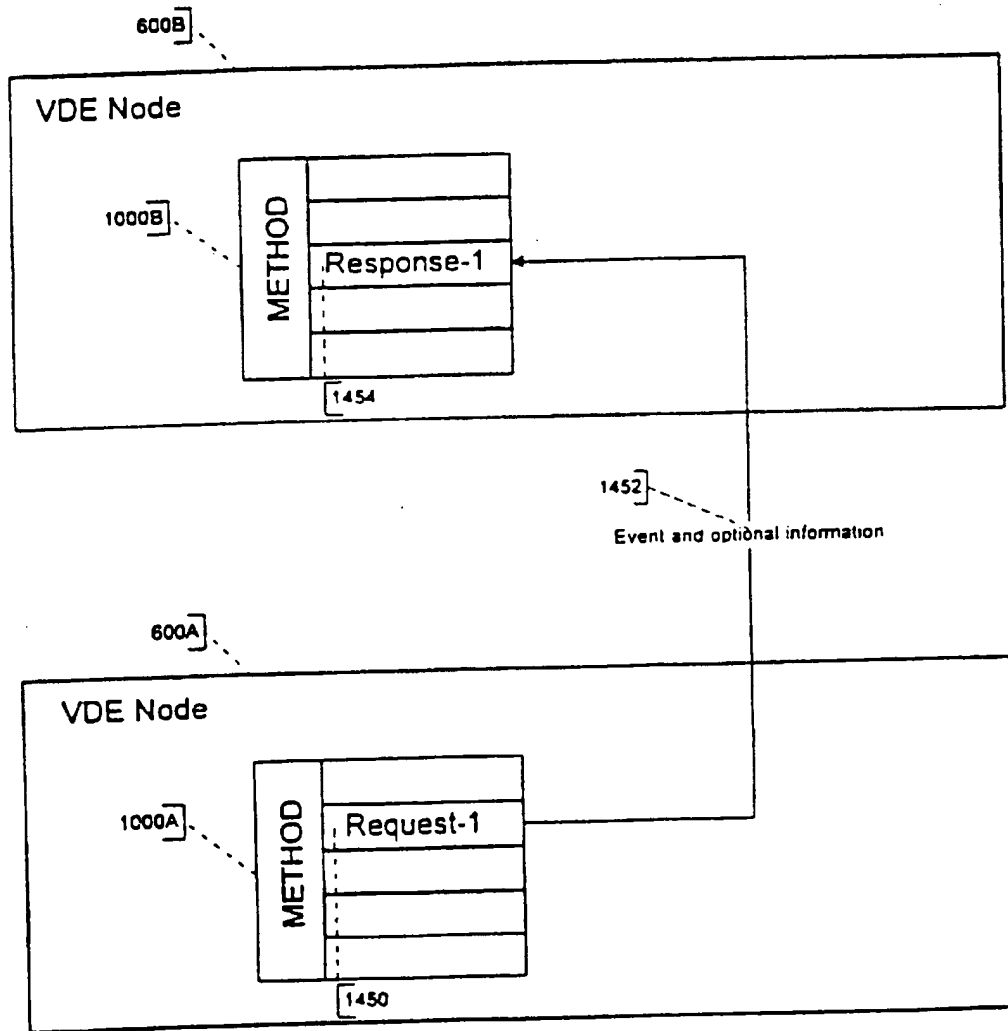 600B
VDE Node
1000B
METHOD
Response-1
1454
1452
Event and optional information
600A
VDE Node
1000A
METHOD
Request-1
1450